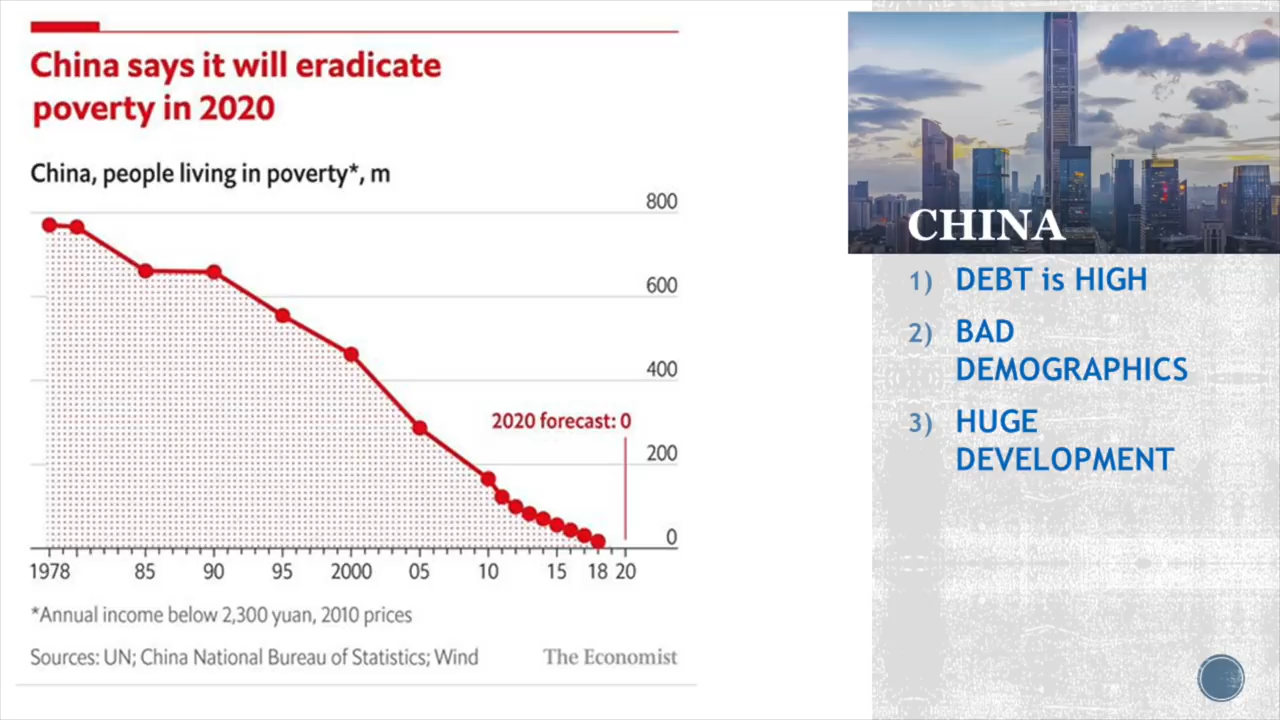 China says it will eradicate
poverty in 2020
China, people living in poverty*, m
800
600
400
2020 forecast: 0
200
0
1978 85 90 95 2000 05 10 15 18 20
*Annual income below 2,300 yuan, 2010 prices
Sources: UN; China National Bureau of Statistics; Wind
The Economist
CHINA
1) DEBT is HIGH
2) BAD
DEMOGRAPHICS
3) HUGE
DEVELOPMENT